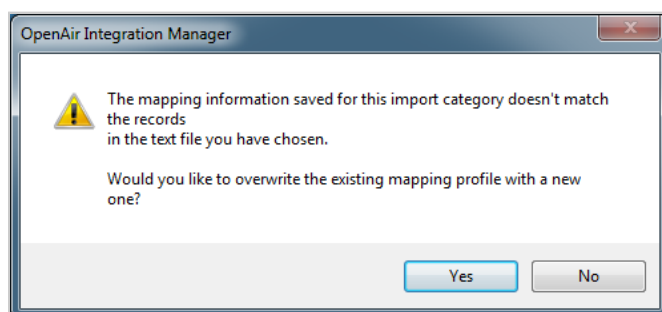 OpenAir Integration Manager
The mapping information saved for this import category doesn't match
the records
in the text file you have chosen.
Would you like to overwrite the existing mapping profile with a new
one?
Yes
No